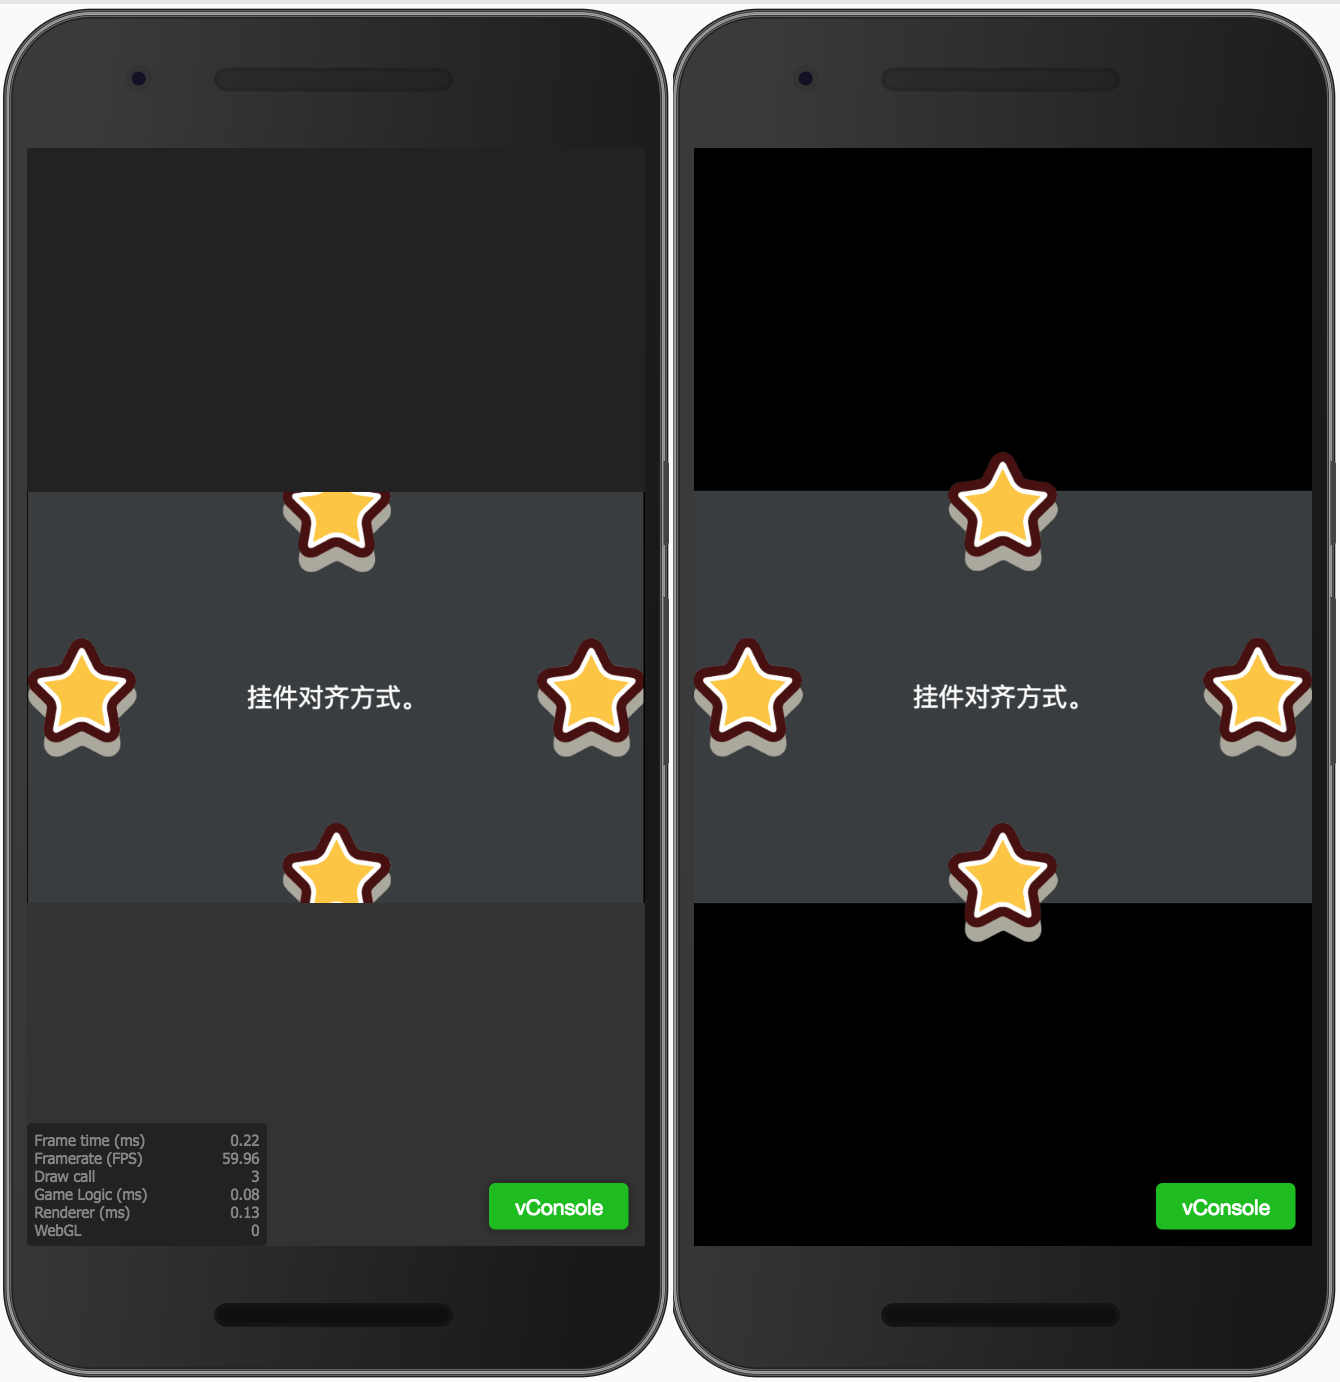 挂件对齐方式。
挂件对齐方式。
Frame time (ms) 0.22
Framerate (FPS) 59.96
Draw call 3
Game Logic (ms) 0.08
Renderer (ms) 0.13
WebGL 0
vConsole
vConsole